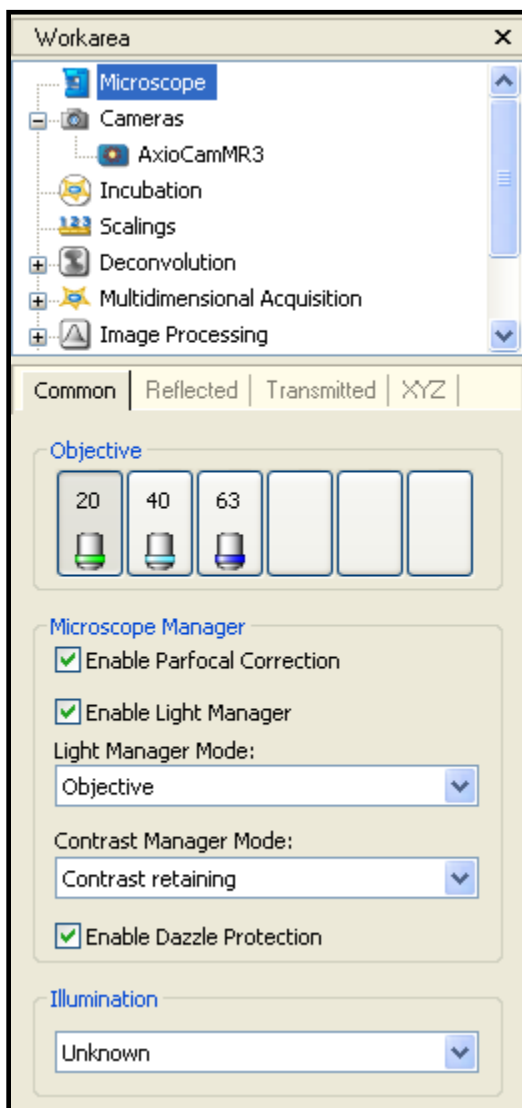 Workarea
Microscope
Cameras
AxioCamMR3
Incubation
123 Scalings
Deconvolution
Multidimensional Acquisition
Image Processing
Common Reflected Transmitted XYZ
Objective
20 40 63
Microscope Manager
Enable Parfocal Correction
Enable Light Manager
Light Manager Mode:
Objective
Contrast Manager Mode:
Contrast retaining
Enable Dazzle Protection
Illumination
Unknown